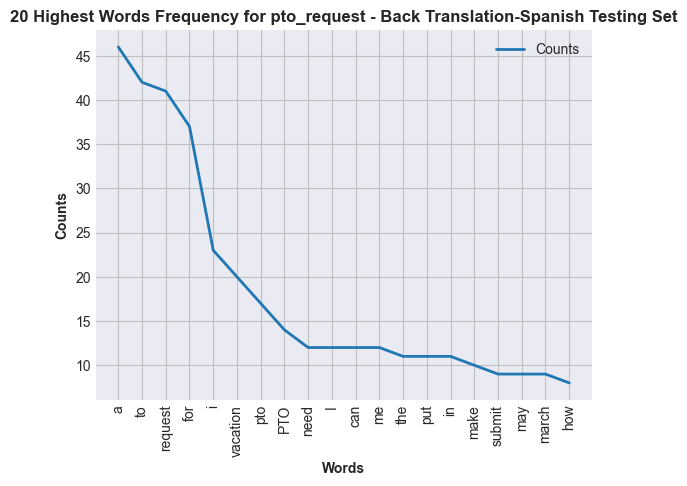 20 Highest Words Frequency for pto_request - Back Translation-Spanish Testing Set
Counts
45
40
35
30
25
20
15
10
Counts
a
to
request
for
i
vacation
pto
PTO
need
I
can
me
the
put
in
make
submit
may
march
how
Words